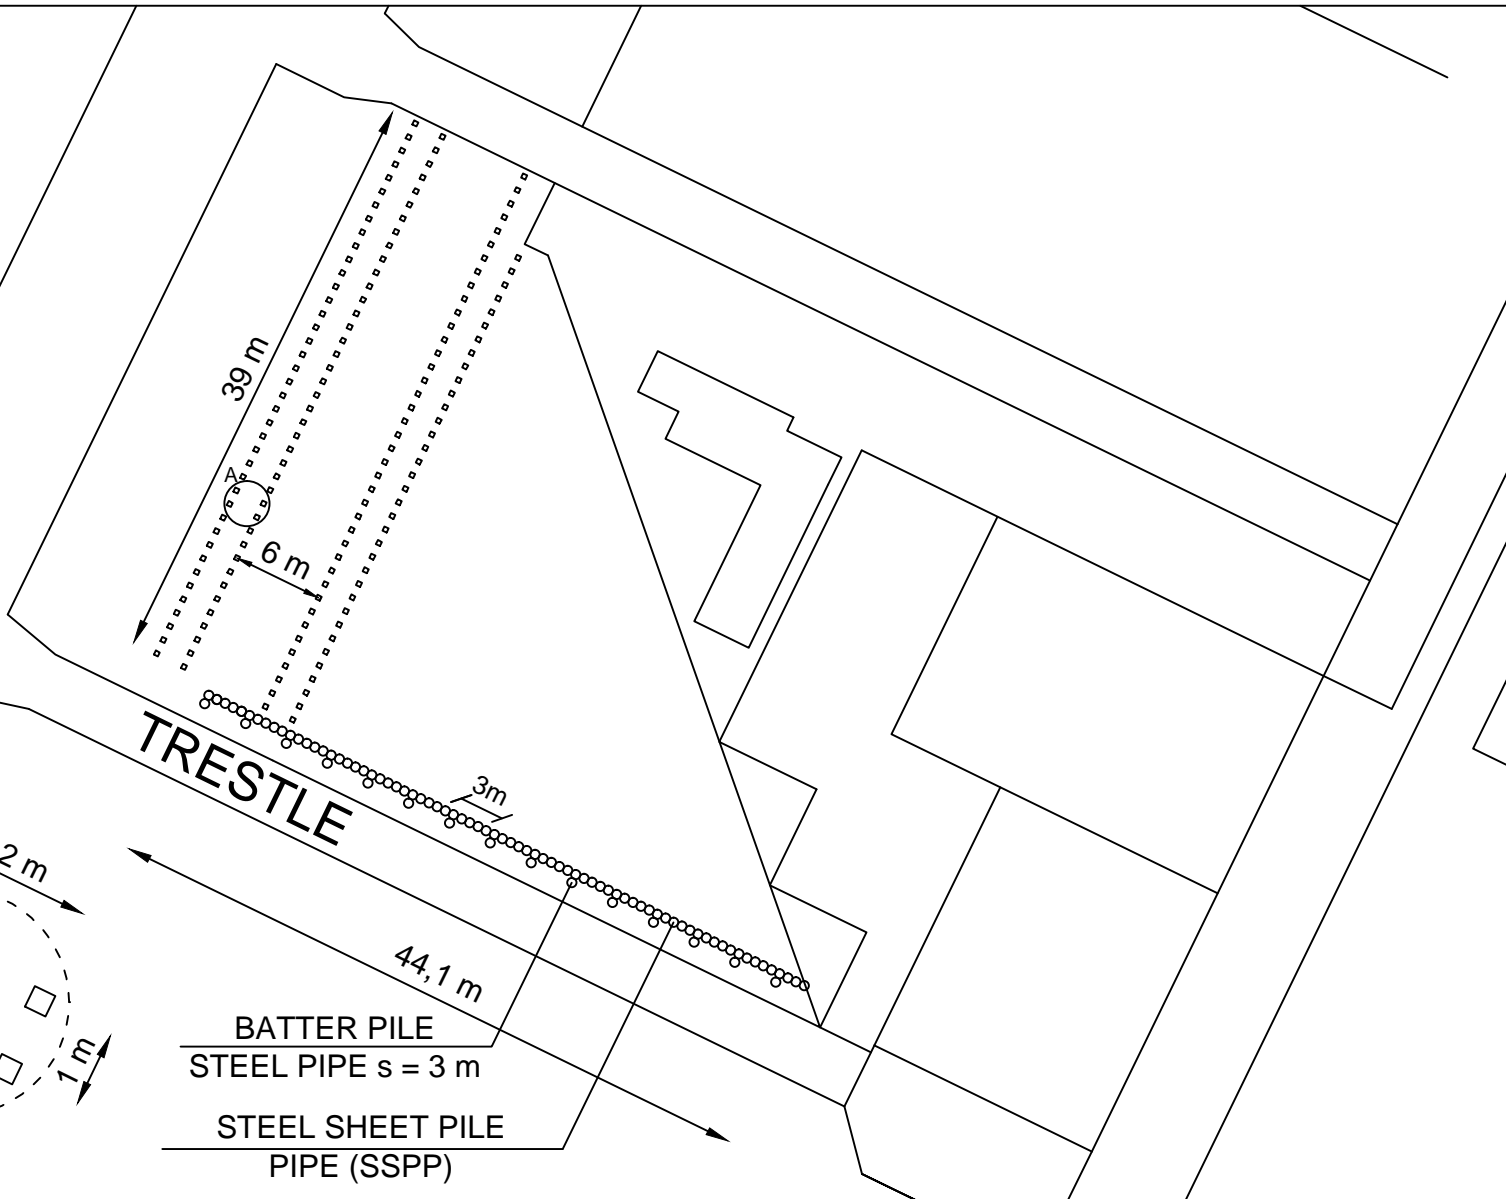 39 m
A
6 m
TRESTLE
3m
2 m
44,1 m
1 m
BATTER PILE
STEEL PIPE s = 3 m
STEEL SHEET PILE
PIPE (SSPP)